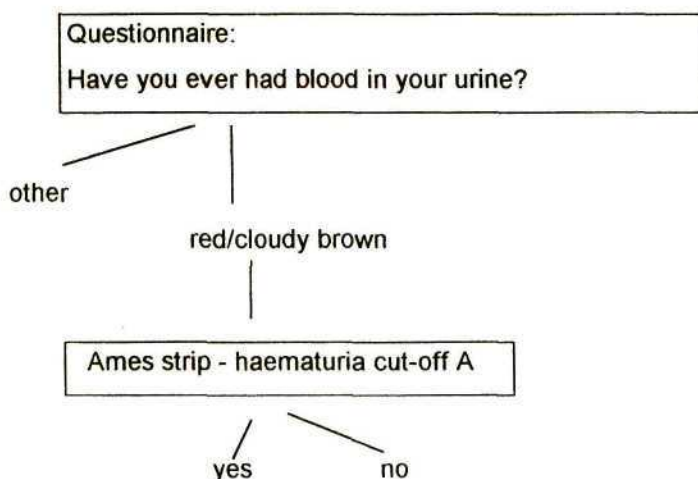 Questionnaire:
Have you ever had blood in your urine?
other
red/cloudy brown
Ames strip - haematuria cut-off A
yes no